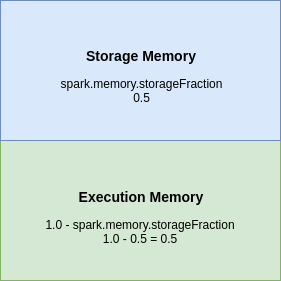 Storage Memory
spark.memory.storageFraction
0.5
Execution Memory
1.0 - spark.memory.storageFraction
1.0 - 0.5 = 0.5